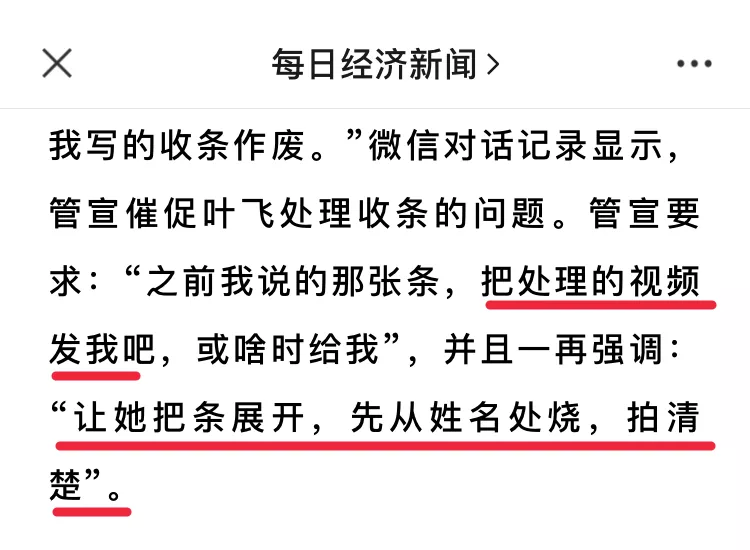 每日经济新闻
我写的收条作废。”微信对话记录显示，
管宣催促叶飞处理收条的问题。管宣要
求：“之前我说的那张条，把处理的视频
发我吧，或啥时给我”，并且一再强调：
“让她把条展开，先从姓名处烧，拍清
楚”。